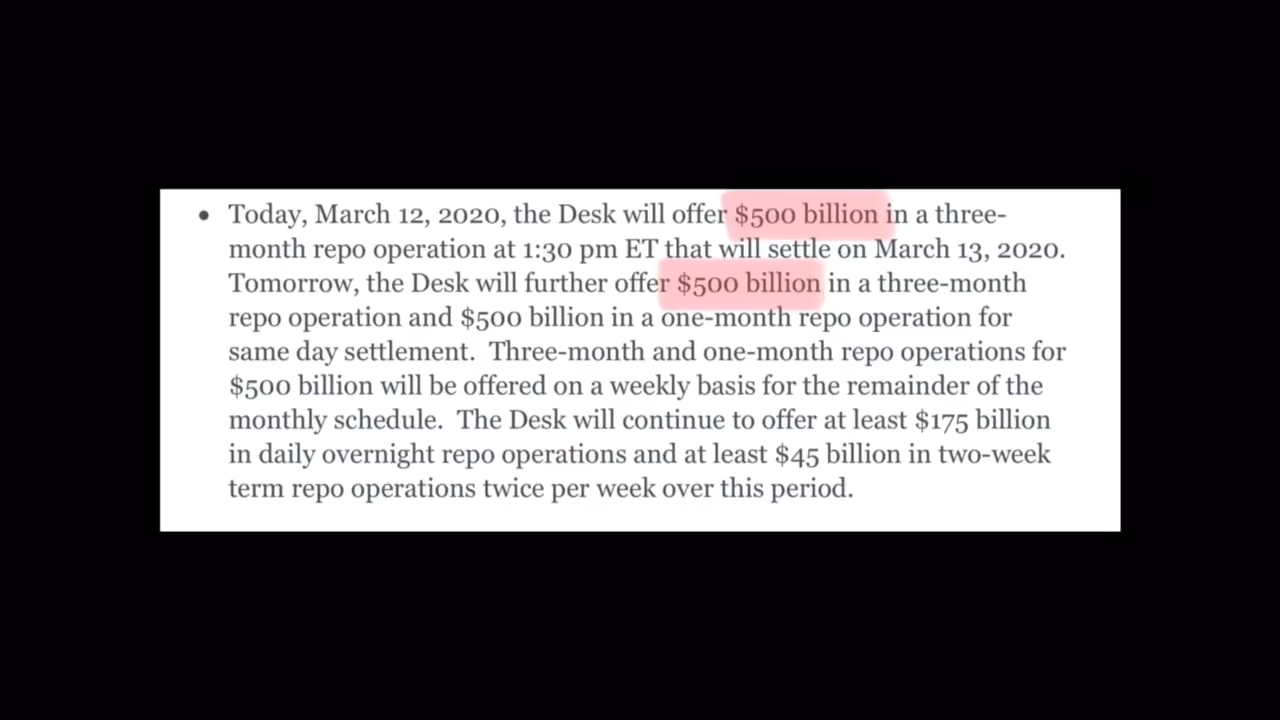 • Today, March 12, 2020, the Desk will offer $500 billion in a three-
month repo operation at 1:30 pm ET that will settle on March 13, 2020.
Tomorrow, the Desk will further offer $500 billion in a three-month
repo operation and $500 billion in a one-month repo operation for
same day settlement.  Three-month and one-month repo operations for
$500 billion will be offered on a weekly basis for the remainder of the
monthly schedule.  The Desk will continue to offer at least $175 billion
in daily overnight repo operations and at least $45 billion in two-week
term repo operations twice per week over this period.